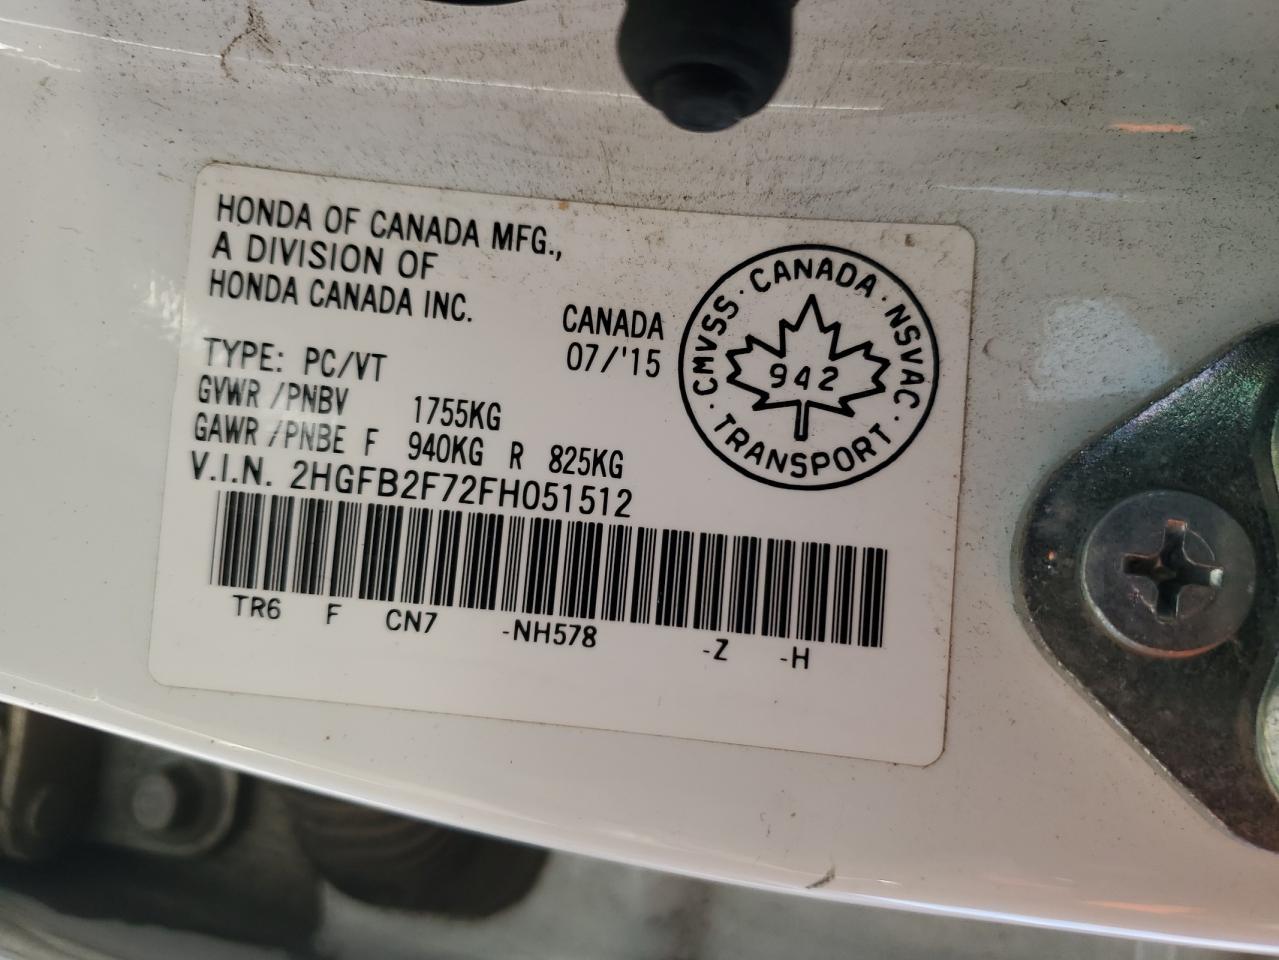 HONDA OF CANADA MFG.,
A DIVISION OF
HONDA CANADA INC.
CANADA
07/'15
TYPE: PC/VT
GVWR /PNBV 1755KG
GAWR /PNBE F 940KG R 825KG
V.I.N. 2HGFB2F72FH051512
TR6 F CN7 -NH578 -Z -H
· CANADA · NSVAC · TRANSPORT · CMVSS
942